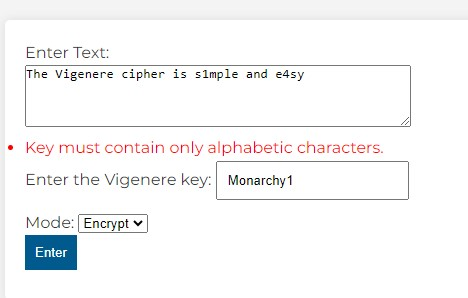 Enter Text:
The Vigenere cipher is s1mple and e4sy
Key must contain only alphabetic characters.
Enter the Vigenere key: Monarchy1
Mode: Encrypt
Enter